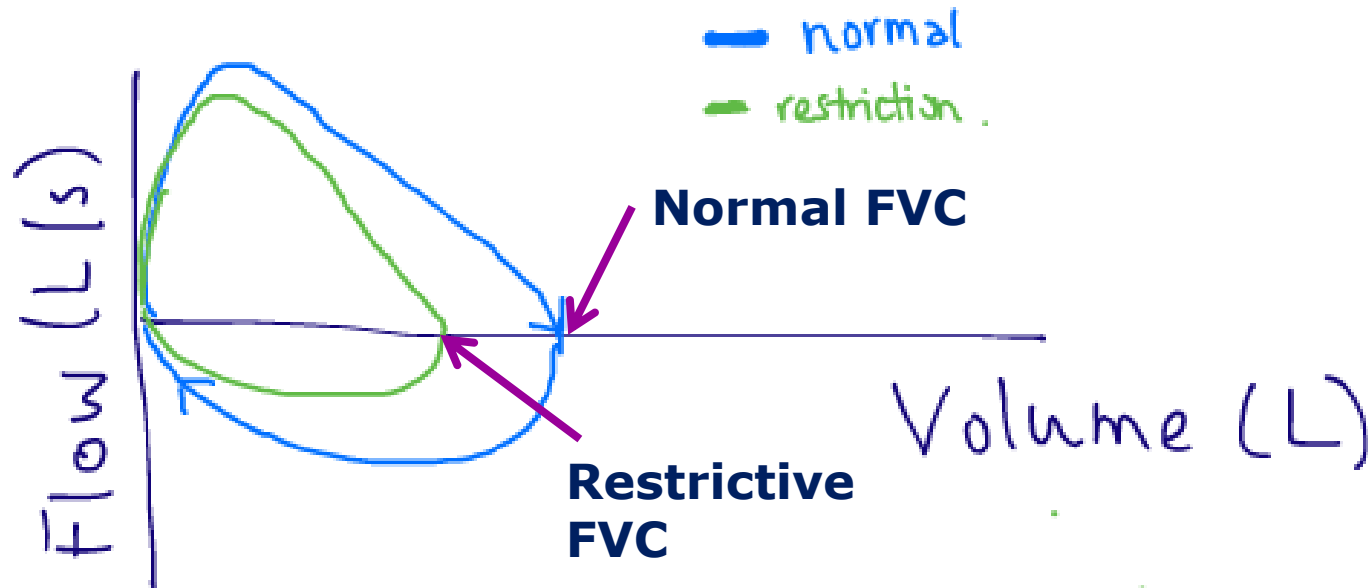 normal
restriction.
Normal FVC
Flow (L/s)
Volume (L)
Restrictive
FVC